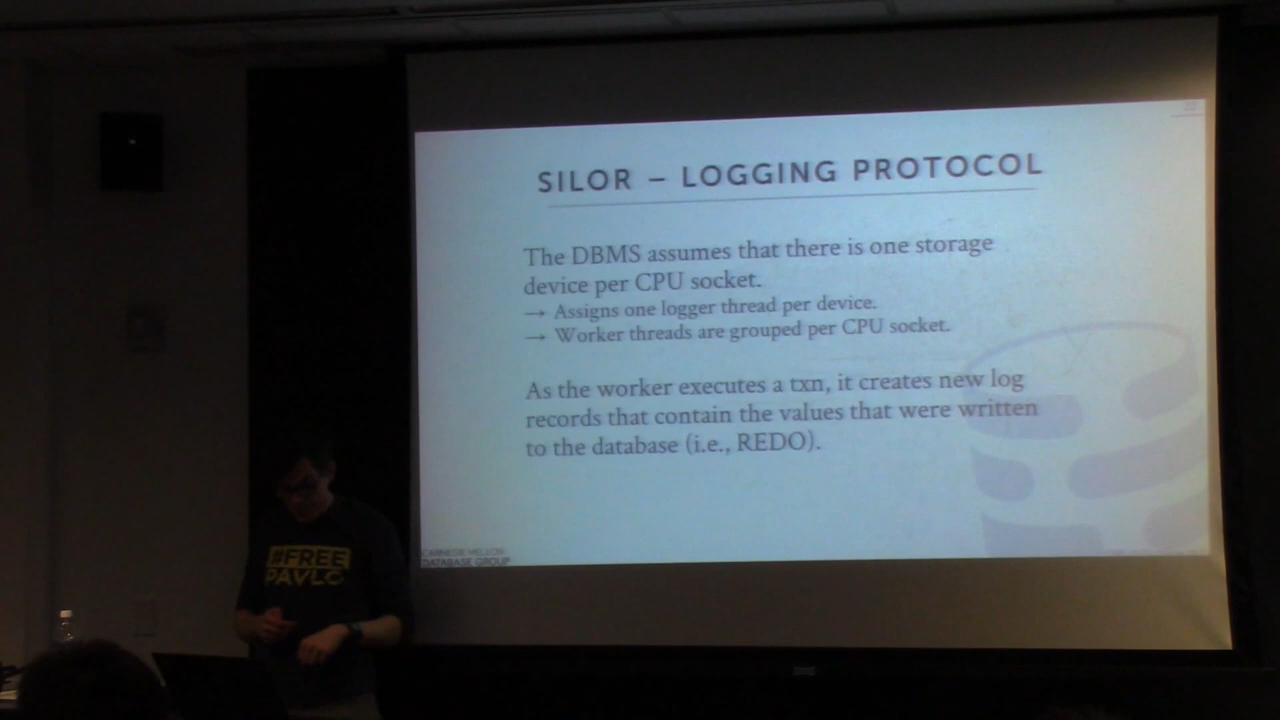 SILOR – LOGGING PROTOCOL
The DBMS assumes that there is one storage
device per CPU socket.
→ Assigns one logger thread per device.
→ Worker threads are grouped per CPU socket.
As the worker executes a txn, it creates new log
records that contain the values that were written
to the database (i.e., REDO).
CARNEGIE MELLON
DATABASE GROUP
#FREE
PAVLO